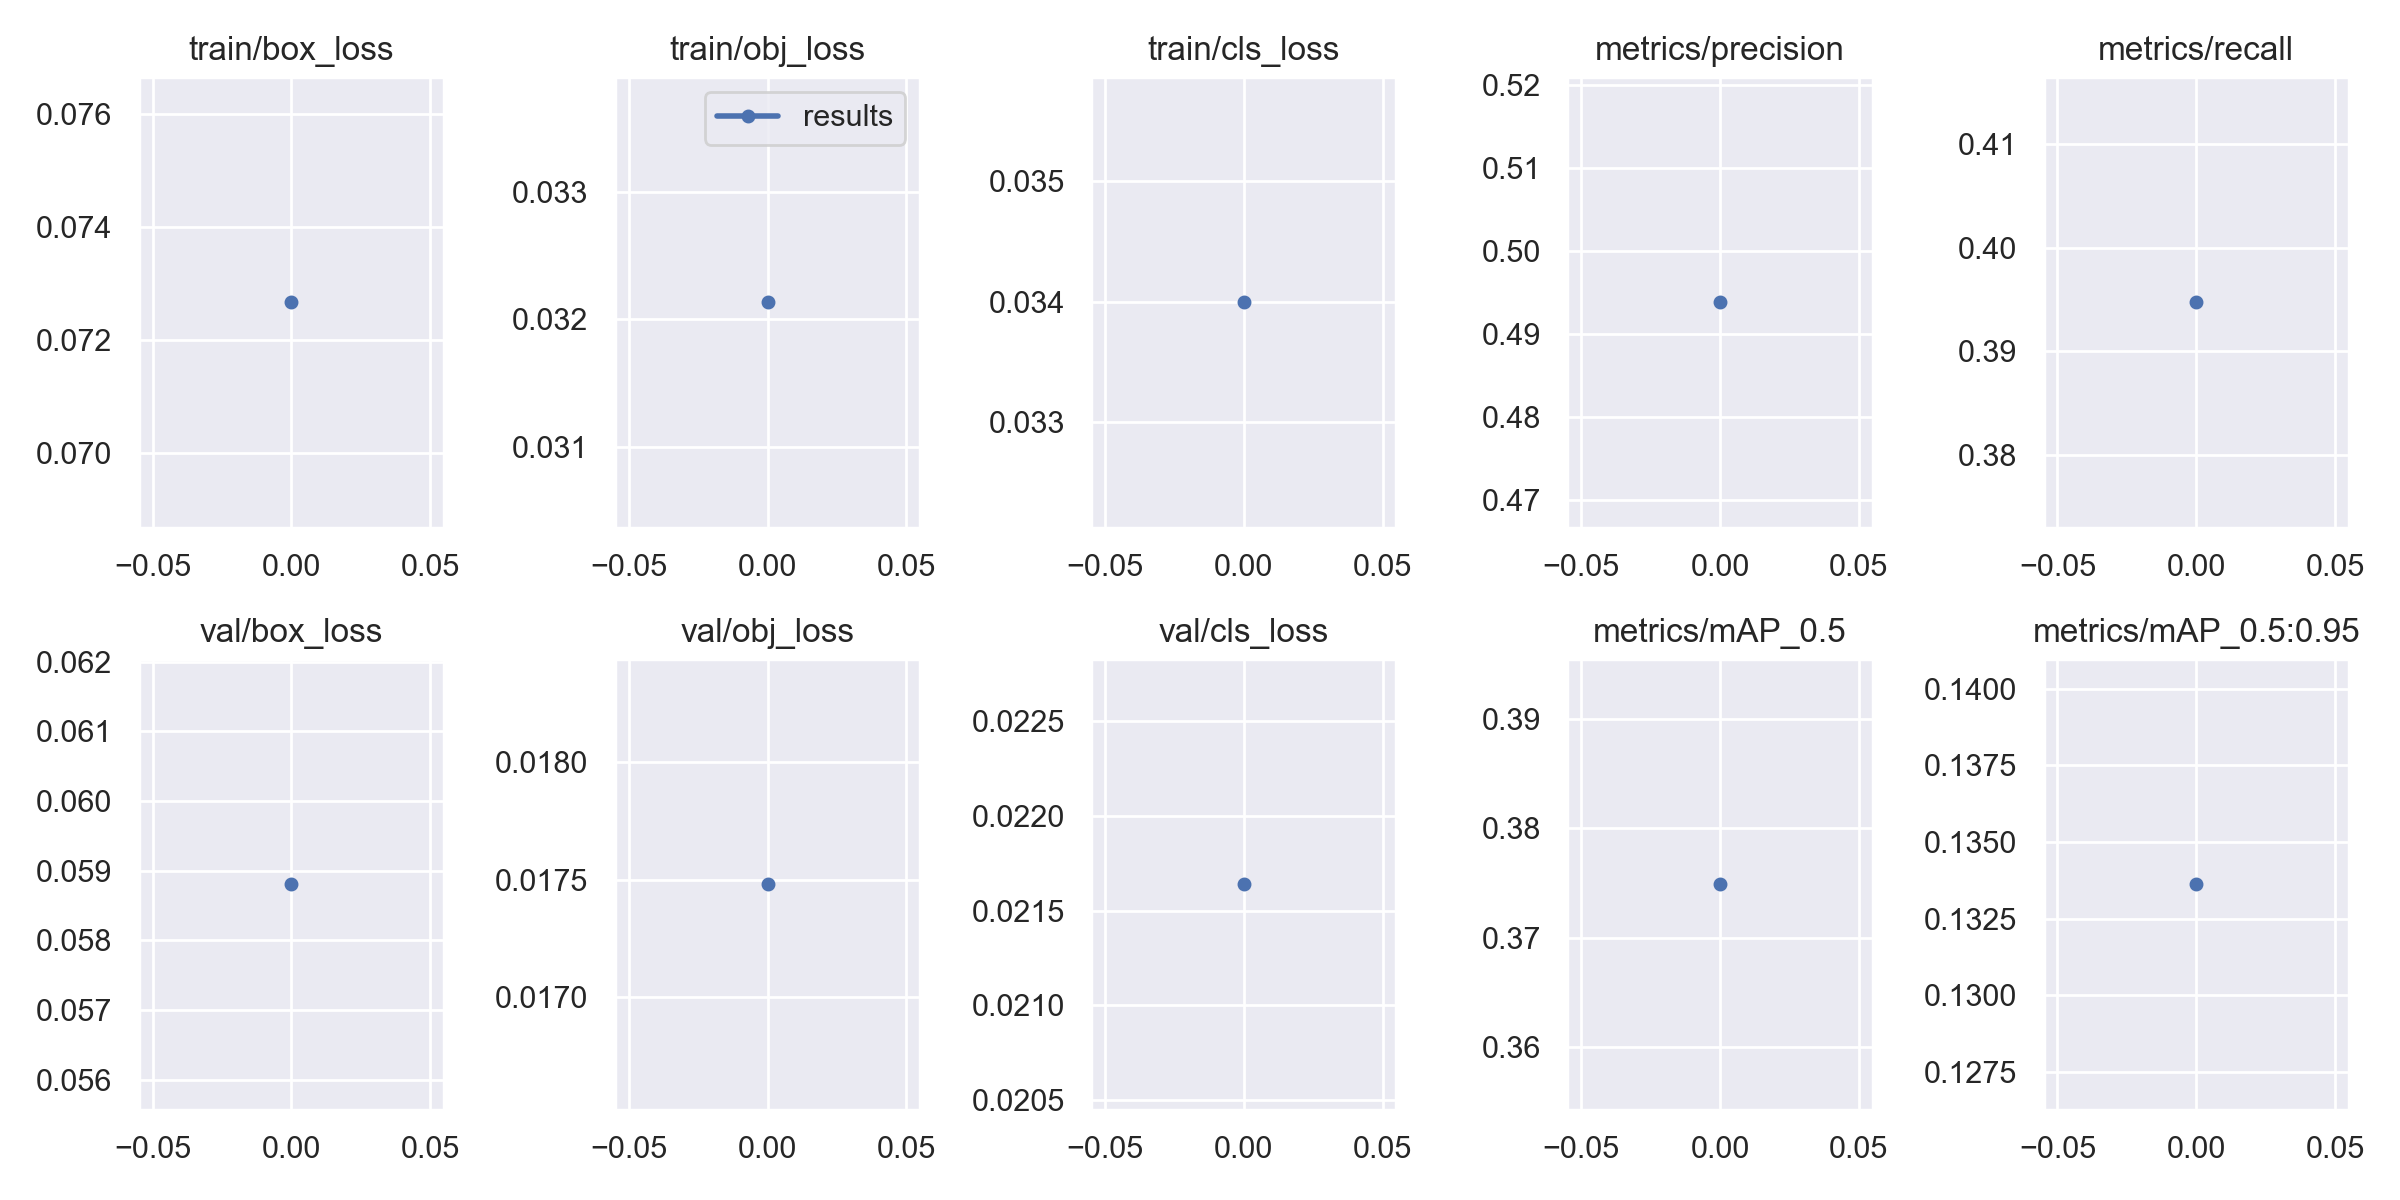 train/box_loss
0.076
0.074
0.072
0.070
−0.05 0.00 0.05
train/obj_loss
results
0.033
0.032
0.031
−0.05 0.00 0.05
train/cls_loss
0.035
0.034
0.033
−0.05 0.00 0.05
metrics/precision
0.52
0.51
0.50
0.49
0.48
0.47
−0.05 0.00 0.05
metrics/recall
0.41
0.40
0.39
0.38
−0.05 0.00 0.05
val/box_loss
0.062
0.061
0.060
0.059
0.058
0.057
0.056
−0.05 0.00 0.05
val/obj_loss
0.0180
0.0175
0.0170
−0.05 0.00 0.05
val/cls_loss
0.0225
0.0220
0.0215
0.0210
0.0205
−0.05 0.00 0.05
metrics/mAP_0.5
0.39
0.38
0.37
0.36
−0.05 0.00 0.05
metrics/mAP_0.5:0.95
0.1400
0.1375
0.1350
0.1325
0.1300
0.1275
−0.05 0.00 0.05